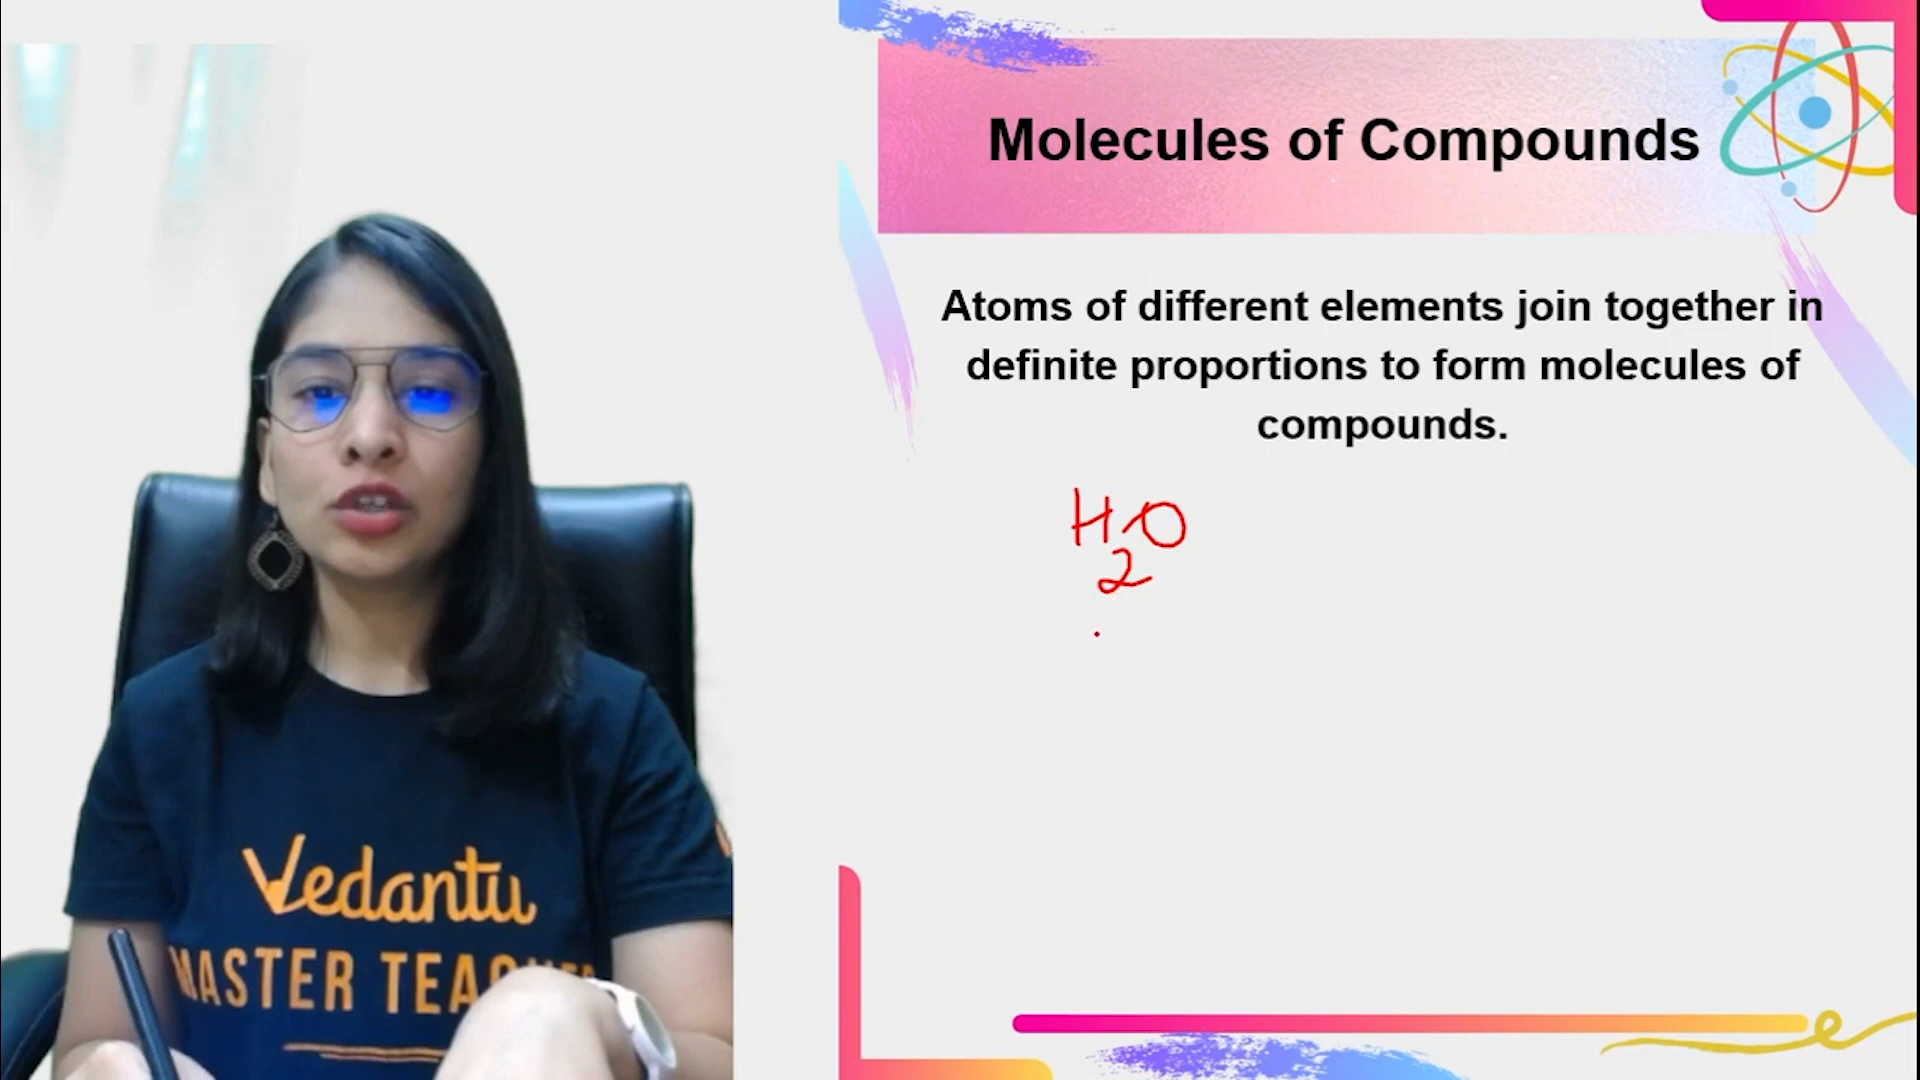 Molecules of Compounds
Atoms of different elements join together in
definite proportions to form molecules of
compounds.
H2O
Vedantu
MASTER TEA